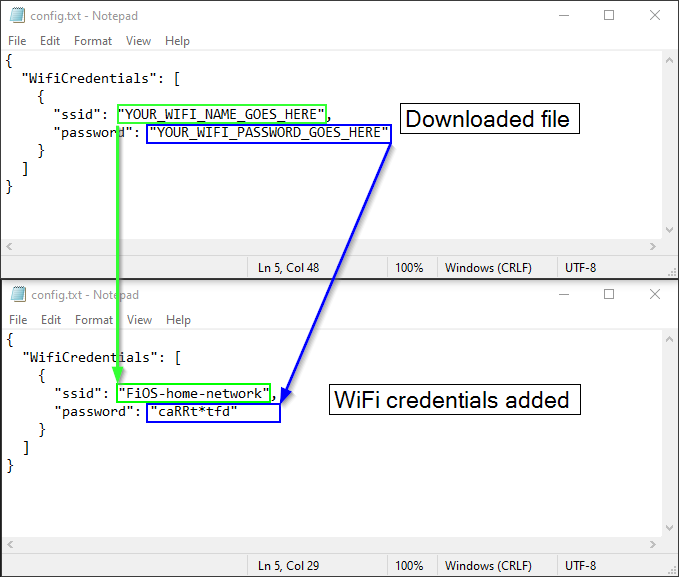 config.txt - Notepad
File Edit Format View Help
{
"WifiCredentials": [
{
"ssid": "YOUR_WIFI_NAME_GOES_HERE",
"password": "YOUR_WIFI_PASSWORD_GOES_HERE"
}
]
}
Downloaded file
Ln 5, Col 48 100% Windows (CRLF) UTF-8
config.txt - Notepad
File Edit Format View Help
{
"WifiCredentials": [
{
"ssid": "FiOS-home-network",
"password": "caRRt*tfd"
}
]
}
WiFi credentials added
Ln 5, Col 29 100% Windows (CRLF) UTF-8